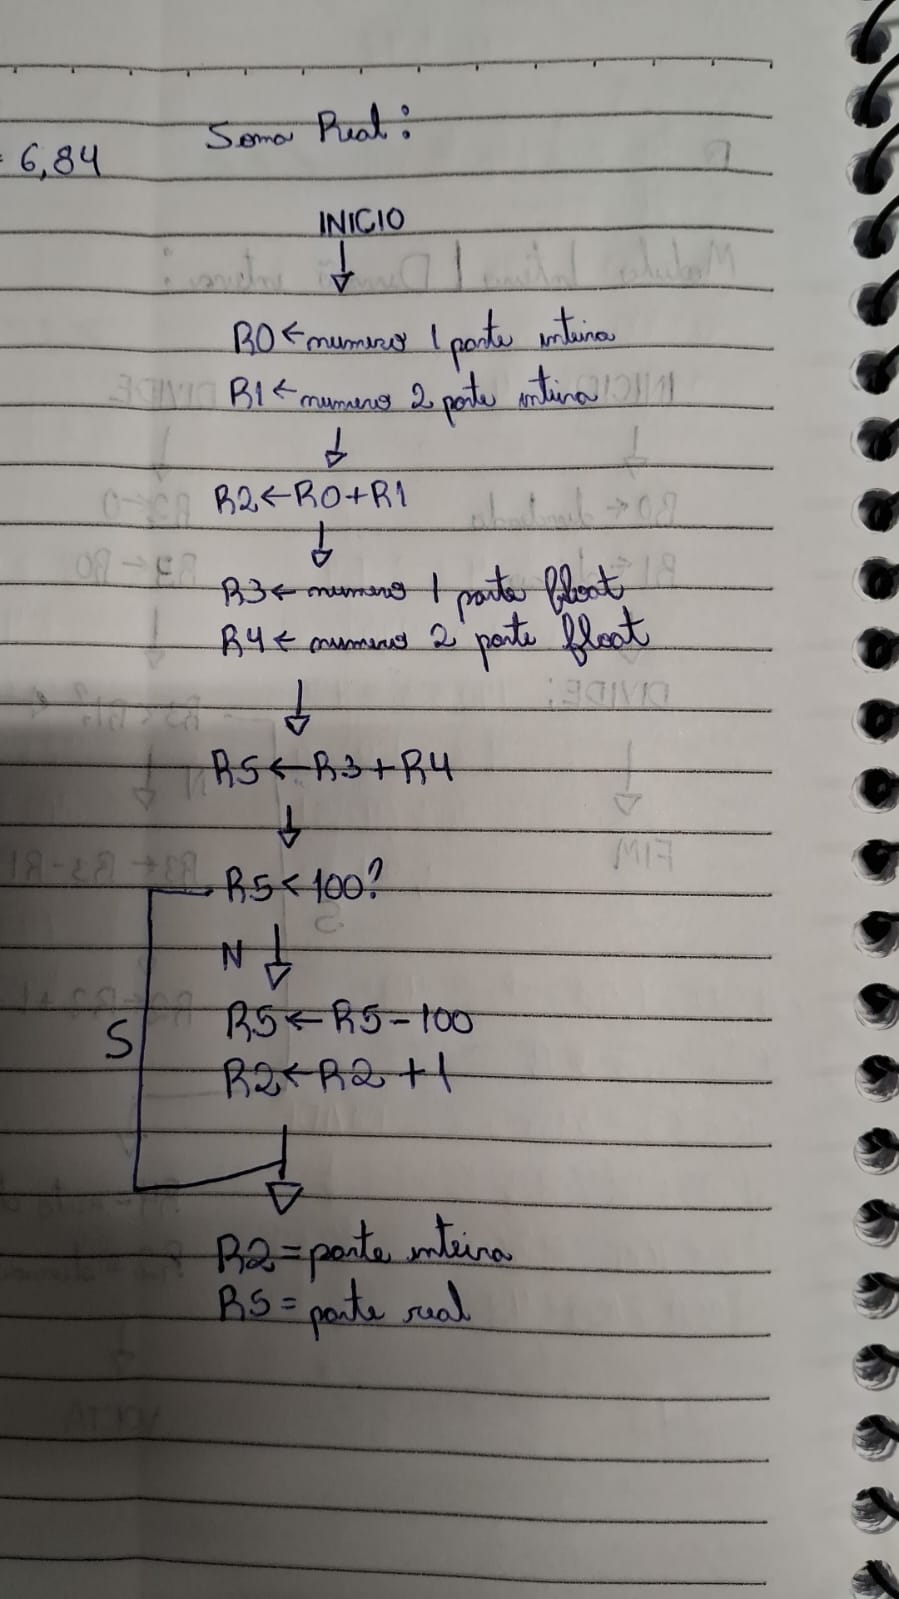 Soma Real:
= 6,84
INICIO
R0 ← numero 1 parte inteira
R1 ← numero 2 parte inteira
R2 ← R0 + R1
R3 ← numero 1 parte float
R4 ← numero 2 parte float
R5 ← R3 + R4
R5 < 100?
N
R5 ← R5 - 100
S
R2 ← R2 + 1
R2 = parte inteira
R5 = parte real